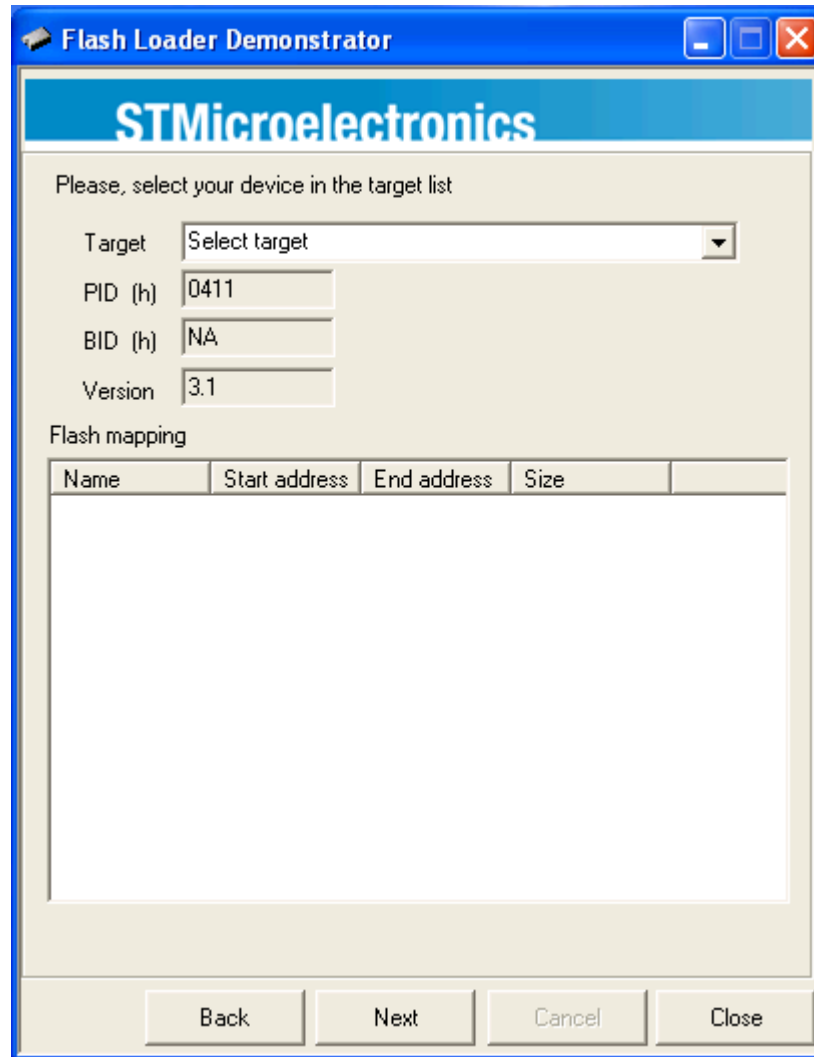 Flash Loader Demonstrator
STMicroelectronics
Please, select your device in the target list
Target Select target
PID (h) 0411
BID (h) NA
Version 3.1
Flash mapping
Name Start address End address Size
Back Next Cancel Close